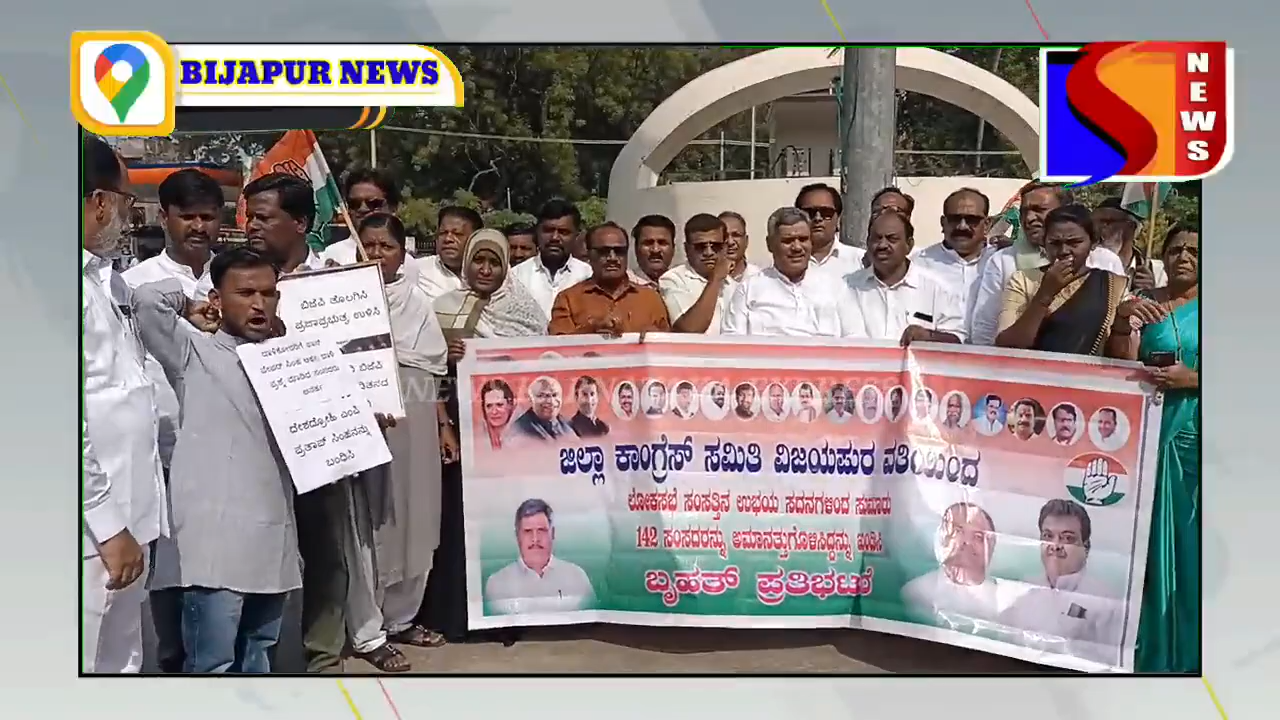 BIJAPUR NEWS
NEWS
ಬಿಜೆಪಿ ತೊಲಗಿಸಿ
ಪ್ರಜಾಪ್ರಭುತ್ವ ಉಳಿಸಿ
ಬಿಜೆಪಿ
ದೇಶದ್ರೋಹಿ ಎಂಪಿ
ಪ್ರತಾಪ್ ಸಿಂಹನನ್ನು
ಬಂಧಿಸಿ
ಜಿಲ್ಲಾ ಕಾಂಗ್ರೆಸ್ ಸಮಿತಿ ವಿಜಯಪುರ ವತಿಯಿಂದ
ಲೋಕಸಭೆ ಸಂಸತ್ತಿನ ಉಭಯ ಸದನಗಳಿಂದ ಸುಮಾರು
142 ಸಂಸದರನ್ನು ಅಮಾನತ್ತುಗೊಳಿಸಿದ್ದನ್ನು ಖಂಡಿಸಿ
ಬೃಹತ್ ಪ್ರತಿಭಟನೆ